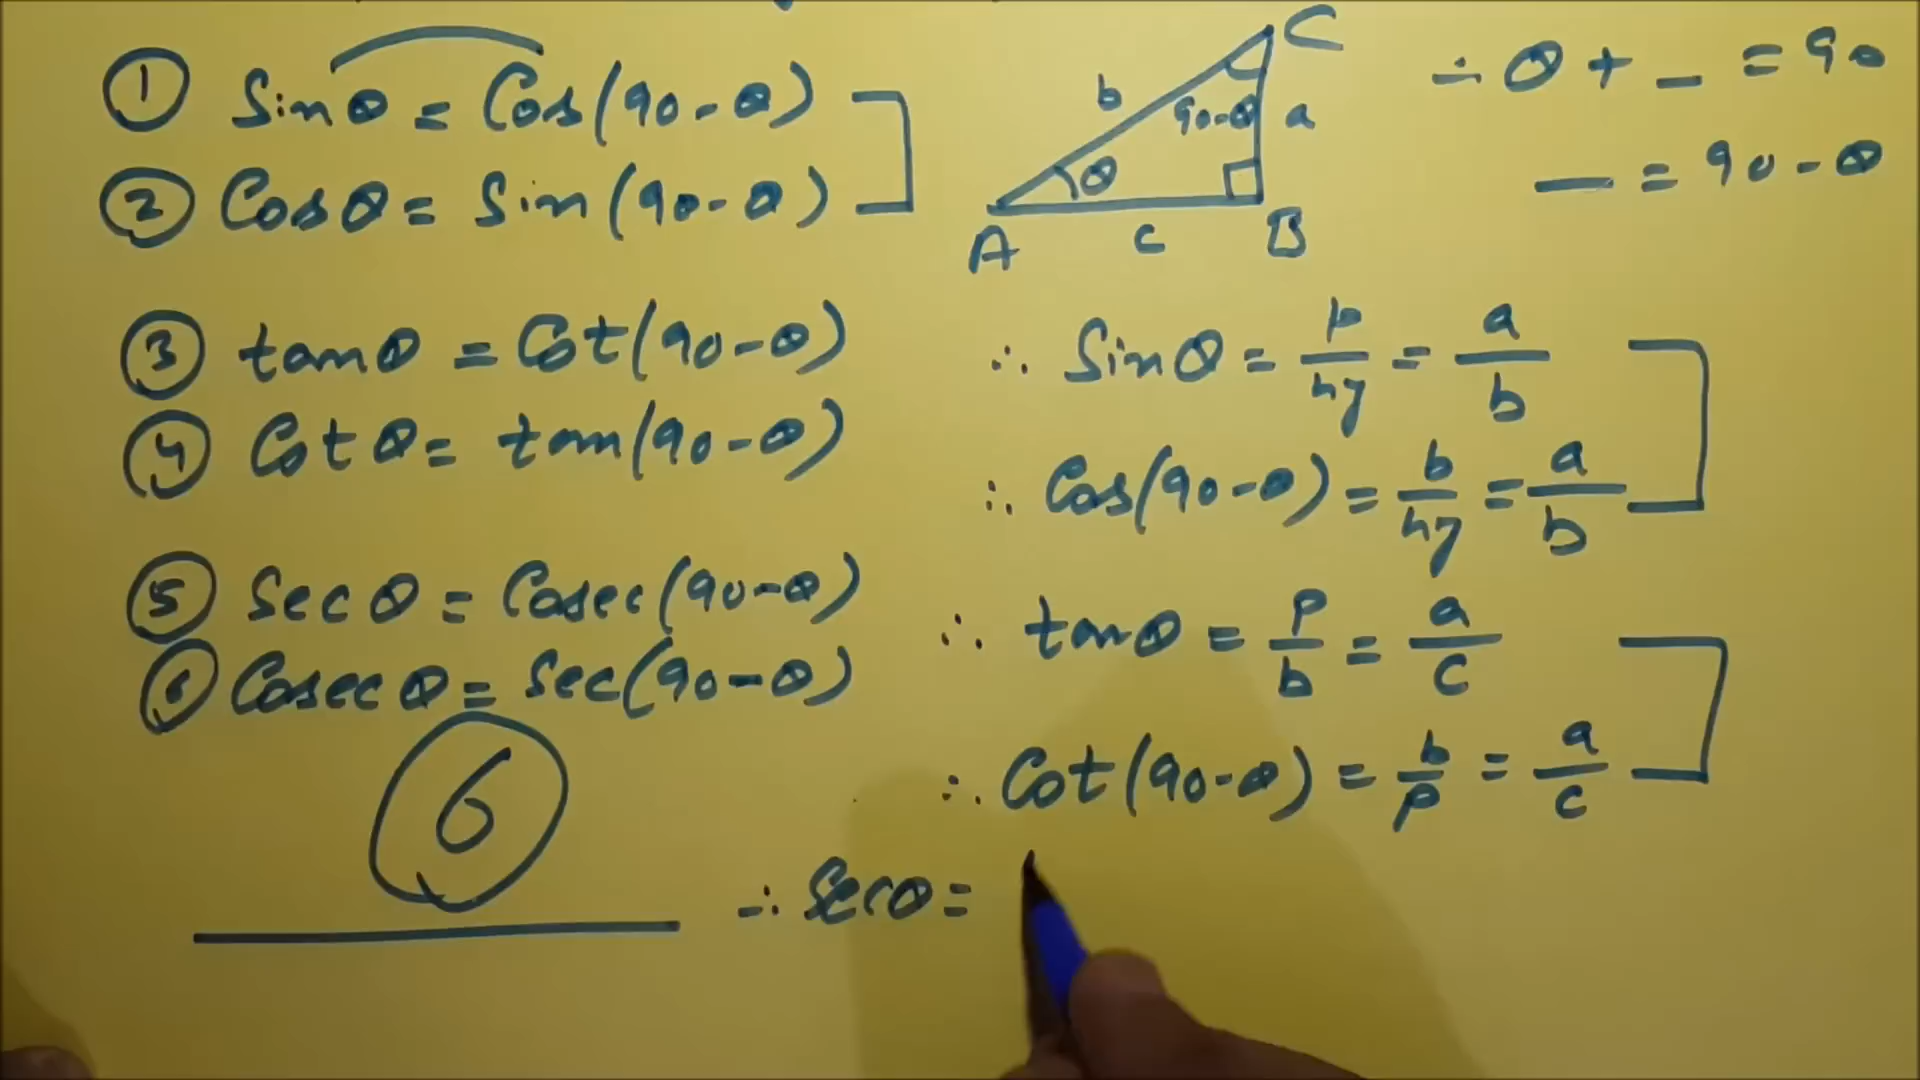 ① Sinθ = Cos(90-θ)
② Cosθ = Sin(90-θ)
③ tanθ = Cot(90-θ)
④ Cotθ = tan(90-θ)
⑤ Secθ = Cosec(90-θ)
⑥ Cosecθ = Sec(90-θ)
6
C
b
90-θ
a
θ
A
c
B
∴ θ + _ = 90
_ = 90-θ
∴ Sinθ = p/hy = a/b
∴ Cos(90-θ) = b/hy = a/b
∴ tanθ = p/b = a/c
∴ Cot(90-θ) = b/p = a/c
∴ Secθ =